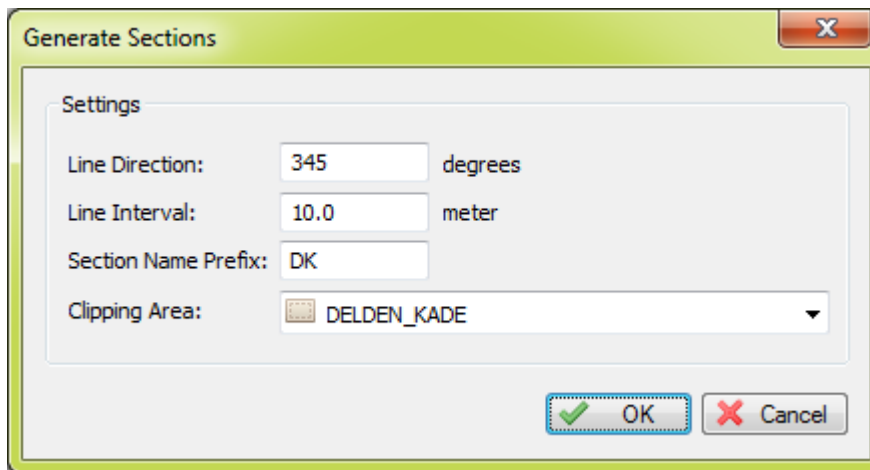 Generate Sections
Settings
Line Direction: 345 degrees
Line Interval: 10.0 meter
Section Name Prefix: DK
Clipping Area: DELDEN_KADE
OK Cancel